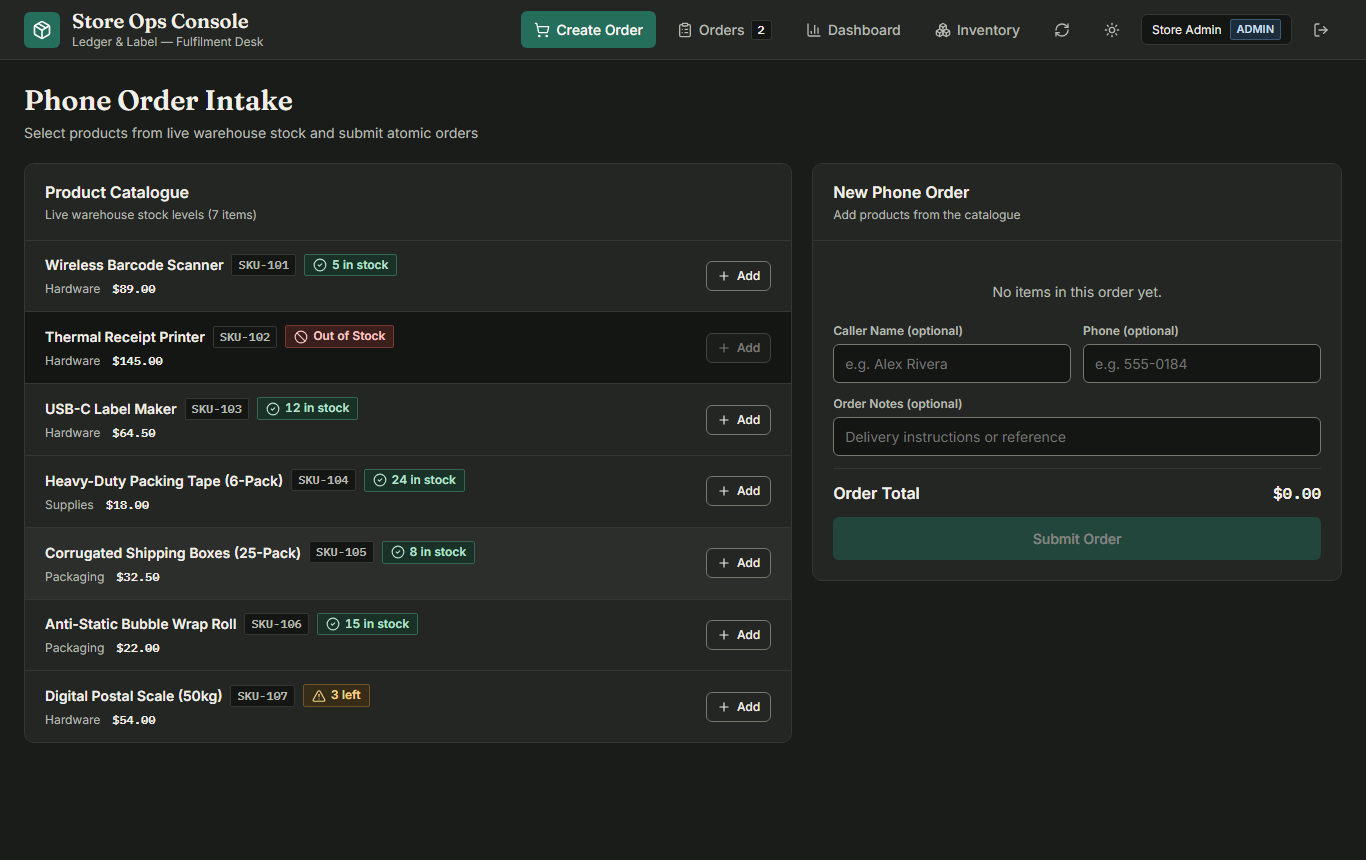 Store Ops Console
Ledger & Label — Fulfilment Desk
Create Order
Orders 2
Dashboard
Inventory
Store Admin ADMIN
Phone Order Intake
Select products from live warehouse stock and submit atomic orders
Product Catalogue
Live warehouse stock levels (7 items)
Wireless Barcode Scanner SKU-101 5 in stock
Hardware $89.00
Add
Thermal Receipt Printer SKU-102 Out of Stock
Hardware $145.00
Add
USB-C Label Maker SKU-103 12 in stock
Hardware $64.50
Add
Heavy-Duty Packing Tape (6-Pack) SKU-104 24 in stock
Supplies $18.00
Add
Corrugated Shipping Boxes (25-Pack) SKU-105 8 in stock
Packaging $32.50
Add
Anti-Static Bubble Wrap Roll SKU-106 15 in stock
Packaging $22.00
Add
Digital Postal Scale (50kg) SKU-107 3 left
Hardware $54.00
Add
New Phone Order
Add products from the catalogue
No items in this order yet.
Caller Name (optional)
e.g. Alex Rivera
Phone (optional)
e.g. 555-0184
Order Notes (optional)
Delivery instructions or reference
Order Total $0.00
Submit Order